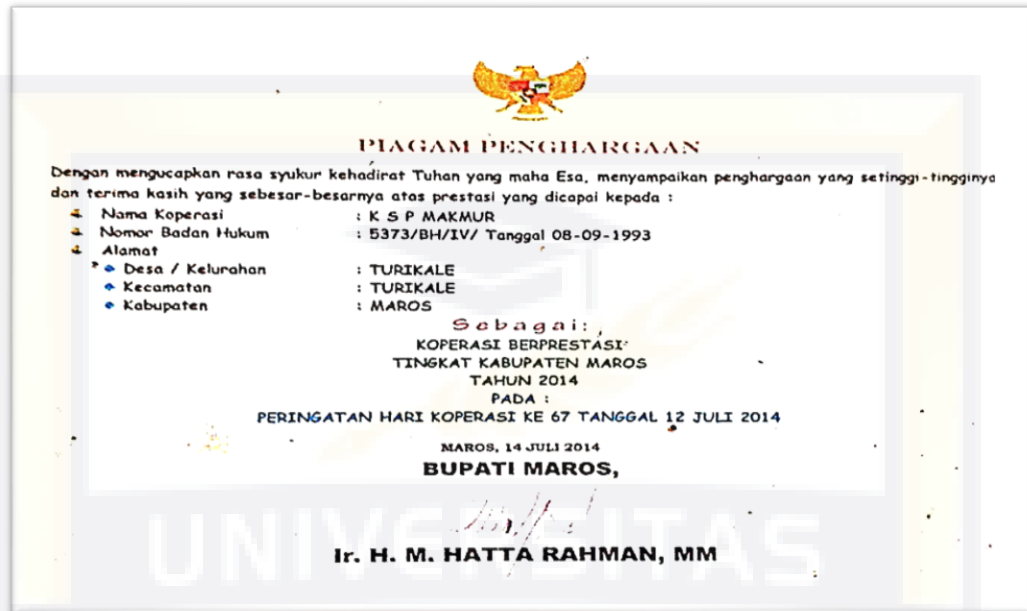 PIAGAM PENGHARGAAN
Dengan mengucapkan rasa syukur kehadirat Tuhan yang maha Esa, menyampaikan penghargaan yang setinggi-tingginya
dan terima kasih yang sebesar-besarnya atas prestasi yang dicapai kepada :
Nama Koperasi : K S P MAKMUR
Nomor Badan Hukum : 5373/BH/IV/ Tanggal 08-09-1993
Alamat
Desa / Kelurahan : TURIKALE
Kecamatan : TURIKALE
Kabupaten : MAROS
Sebagai:
KOPERASI BERPRESTASI
TINGKAT KABUPATEN MAROS
TAHUN 2014
PADA :
PERINGATAN HARI KOPERASI KE 67 TANGGAL 12 JULI 2014
MAROS, 14 JULI 2014
BUPATI MAROS,
Ir. H. M. HATTA RAHMAN, MM
UNIVERSITAS